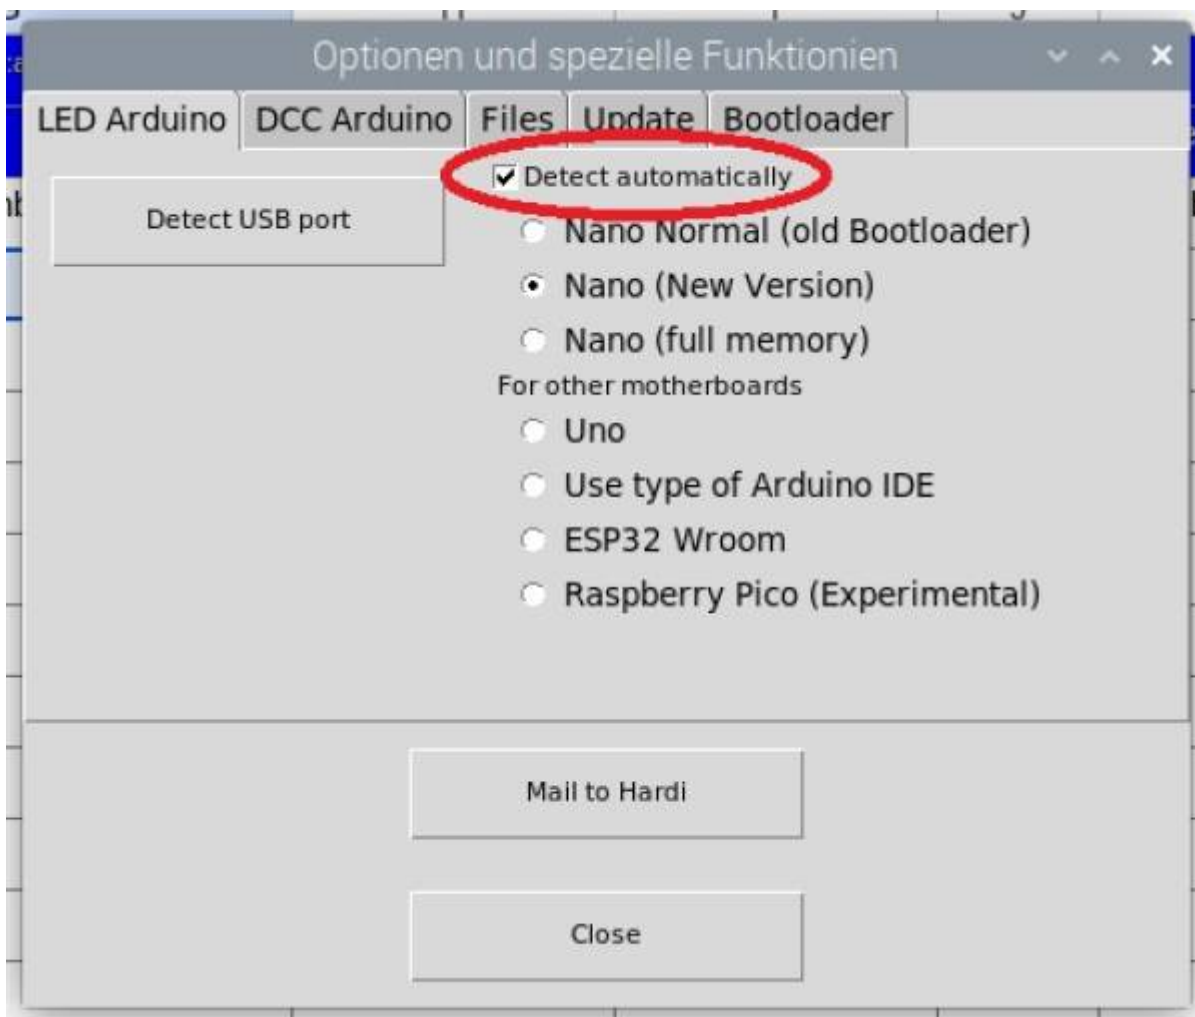 Optionen und spezielle Funktionien
LED Arduino DCC Arduino Files Update Bootloader
Detect automatically
Detect USB port
Nano Normal (old Bootloader)
Nano (New Version)
Nano (full memory)
For other motherboards
Uno
Use type of Arduino IDE
ESP32 Wroom
Raspberry Pico (Experimental)
Mail to Hardi
Close